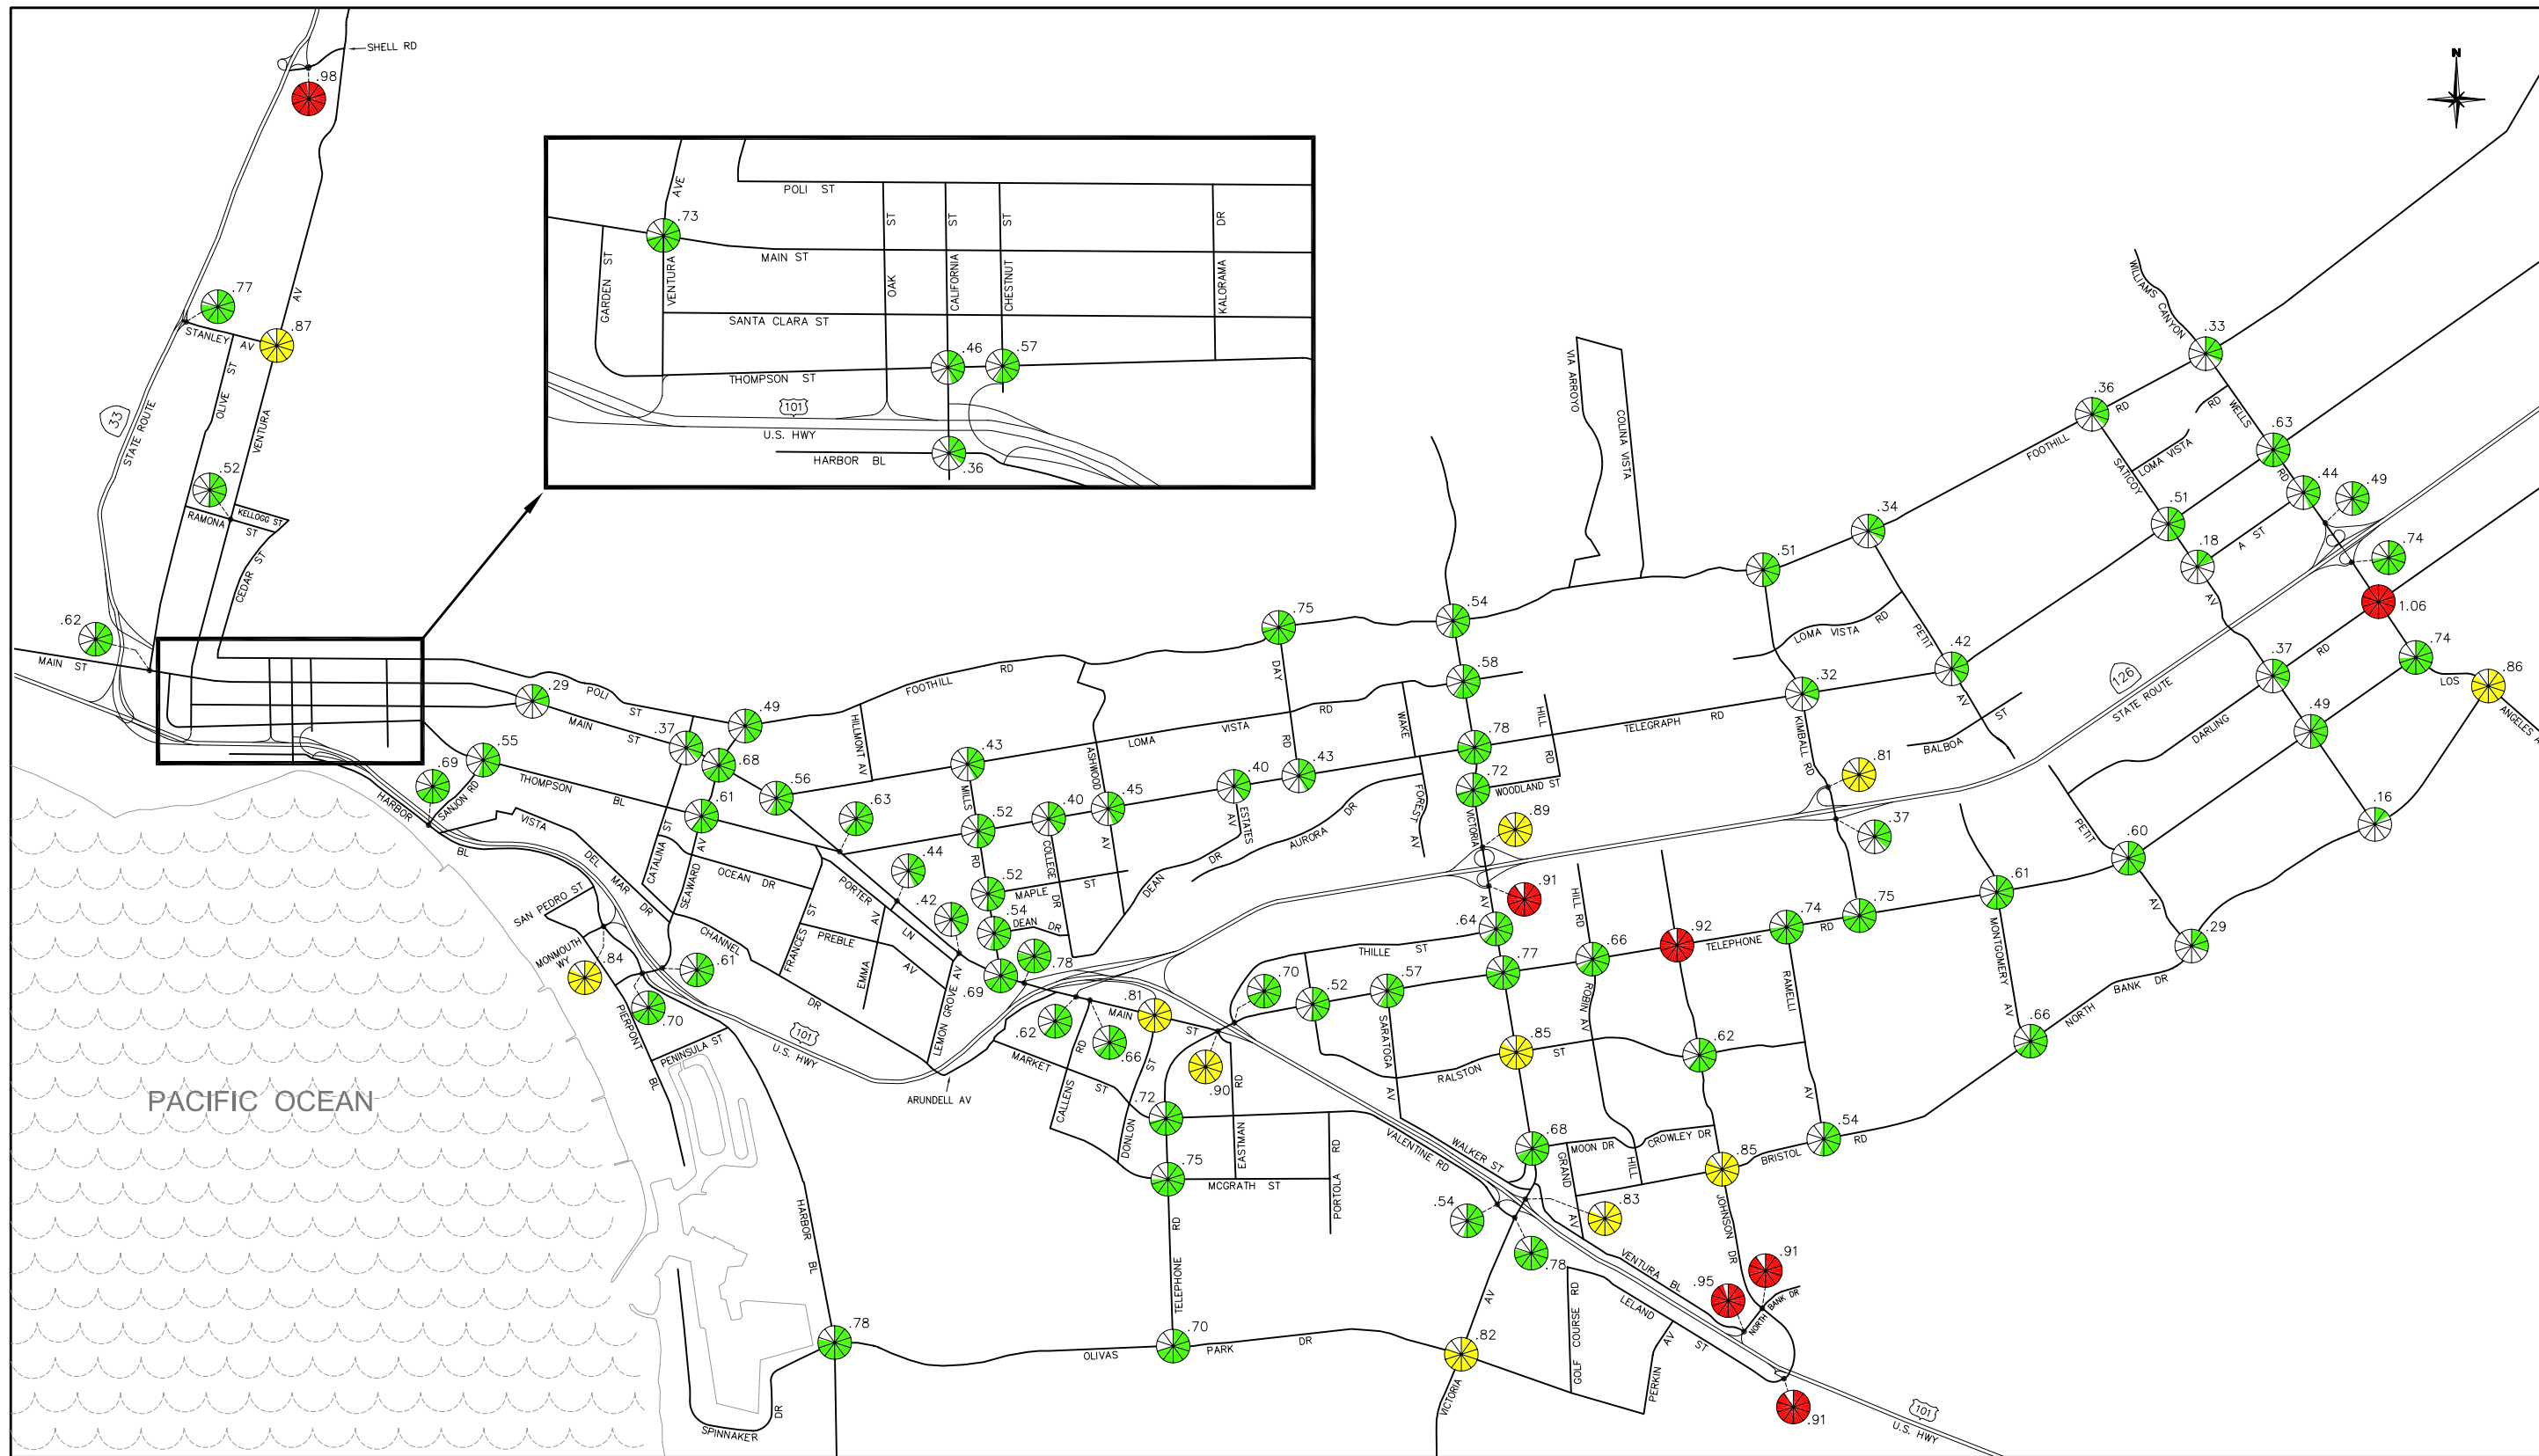 SHELL RD
.98
N
POLI ST
AVE
.73
MAIN ST
GARDEN ST
VENTURA
OAK ST
CALIFORNIA ST
CHESTNUT ST
KALORAMA DR
SANTA CLARA ST
.46
.57
THOMPSON ST
101
U.S. HWY
HARBOR BL
.36
.77
STANLEY AV
.87
VENTURA AV
OLIVE ST
33
STATE ROUTE
.52
RAMONA ST
KELLOGG ST
CEDAR ST
.62
MAIN ST
WILLIAMS CANYON
.33
.36
FOOTHILL RD
WELLS RD
LOMA VISTA RD
SATICOY AV
.63
.44
.49
.51
.18
A ST
.74
1.06
.74
.86
LOS ANGELES A
VIA ARROYO
COLINA VISTA
.34
.51
.54
.75
.58
.42
.32
LOMA VISTA RD
PETIT AV
BALBOA ST
126
STATE ROUTE
.37
DARLING RD
.49
.16
.29
POLI ST
MAIN ST
.37
.49
.68
.55
THOMPSON BL
.69
SANJON RD
HARBOR BL
.61
.56
.63
FOOTHILL RD
HILLMONT AV
.43
LOMA VISTA RD
DAY RD
ASHWOOD AV
WAKE
FOREST AV
HILL RD
TELEGRAPH RD
KIMBALL RD
.81
.37
.78
.72
WOODLAND ST
VICTORIA AV
.89
.91
.43
.40
ESTATES AV
AURORA DR
DEAN DR
.45
.40
COLLEGE DR
.52
MILLS RD
.52
MAPLE ST
.54
DEAN DR
.78
.69
.42
.44
VISTA DEL MAR DR
CATALINA ST
SEAWARD AV
OCEAN DR
PORTER LN
FRANCES ST
PREBLE AV
EMMA AV
LEMON GROVE AV
CHANNEL DR
SAN PEDRO ST
MONMOUTH WY
.84
.61
.70
PIERPONT BL
PENINSULA ST
101
U.S. HWY
ARUNDELL AV
.62
.66
MAIN ST
.81
MARKET ST
CALLENS RD
DONLON ST
.90
.70
.52
.57
THILLE ST
.64
.77
.66
HILL RD
ROBIN AV
.92
TELEPHONE RD
.74
.75
.61
.60
PETIT AV
.29
NORTH BANK DR
MONTGOMERY AV
.66
RAMELLI AV
SARATOGA AV
.85
RALSTON ST
.62
.72
EASTMAN RD
.75
MCGRATH ST
PORTOLA RD
VALENTINE RD
WALKER ST
.68
MOON DR
CROWLEY DR
GRAND AV
HILL
.85
BRISTOL RD
.54
JOHNSON DR
.83
.54
.78
VENTURA BL
.91
.95
NORTH BANK DR
LELAND ST
GOLF COURSE RD
PERKIN AV
.91
101
U.S. HWY
PACIFIC OCEAN
HARBOR BL
.78
SPINNAKER DR
OLIVAS PARK DR
.70
TELEPHONE RD
.82
VICTORIA AV